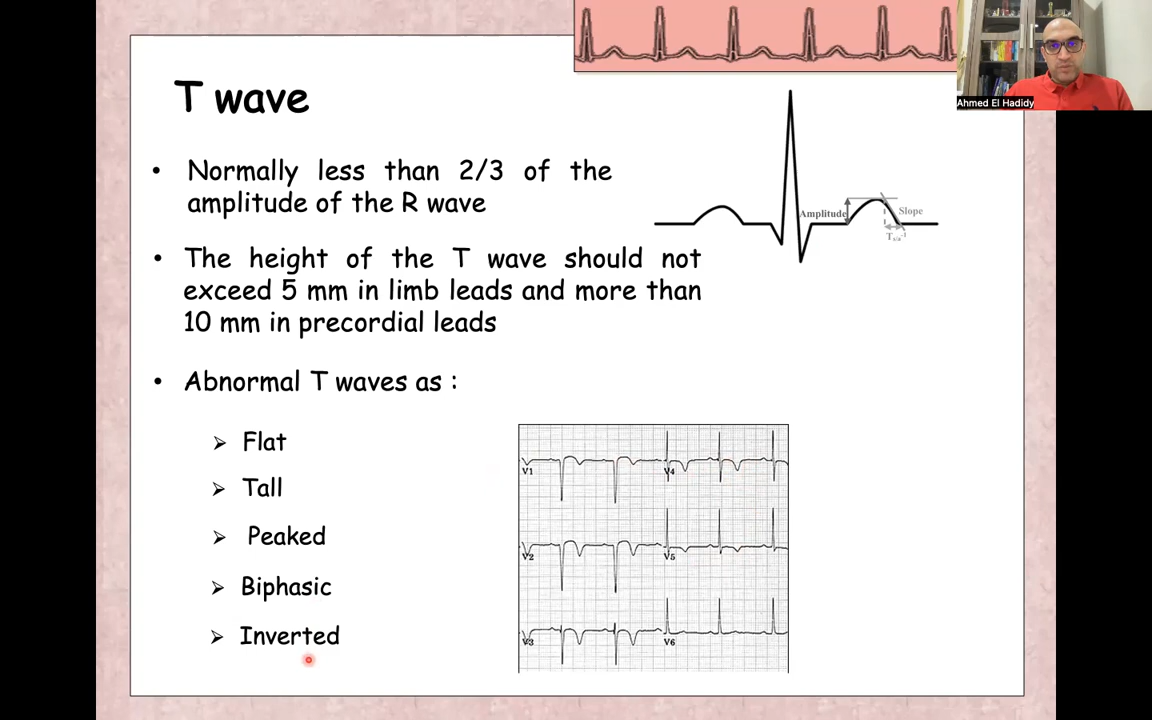 Ahmed El Hadidy
T wave
• Normally less than 2/3 of the
amplitude of the R wave
Amplitude
Slope
• The height of the T wave should not
exceed 5 mm in limb leads and more than
10 mm in precordial leads
• Abnormal T waves as :
➢ Flat
➢ Tall
➢ Peaked
➢ Biphasic
➢ Inverted
V1
V4
V2
V5
V3
V6